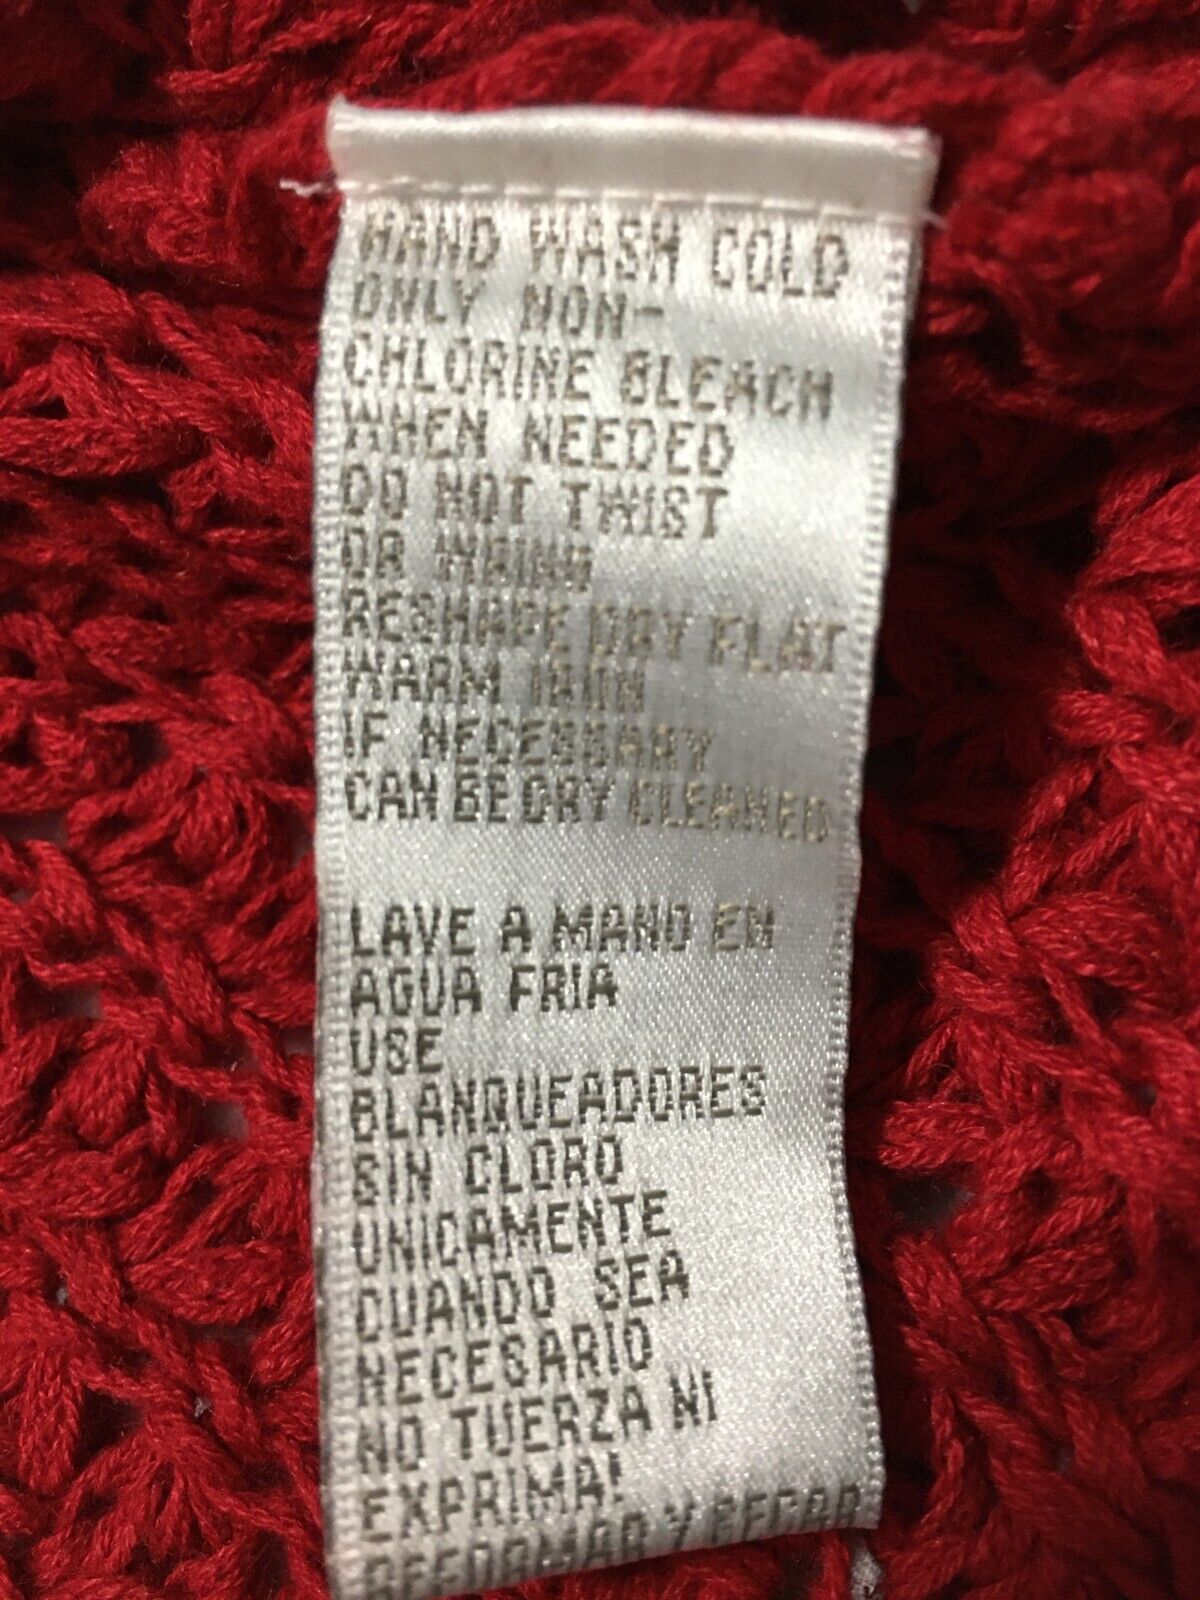 HAND WASH COLD
ONLY NON-
CHLORINE BLEACH
WHEN NEEDED
DO NOT TWIST
OR WRING
RESHAPE DRY FLAT
WARM IRON
IF NECESSARY
CAN BE DRY CLEANED
LAVE A MANO EN
AGUA FRIA
USE
BLANQUEADORES
SIN CLORO
UNICAMENTE
CUANDO SEA
NECESARIO
NO TUERZA NI
EXPRIMA!
REFORMAR Y SECAR